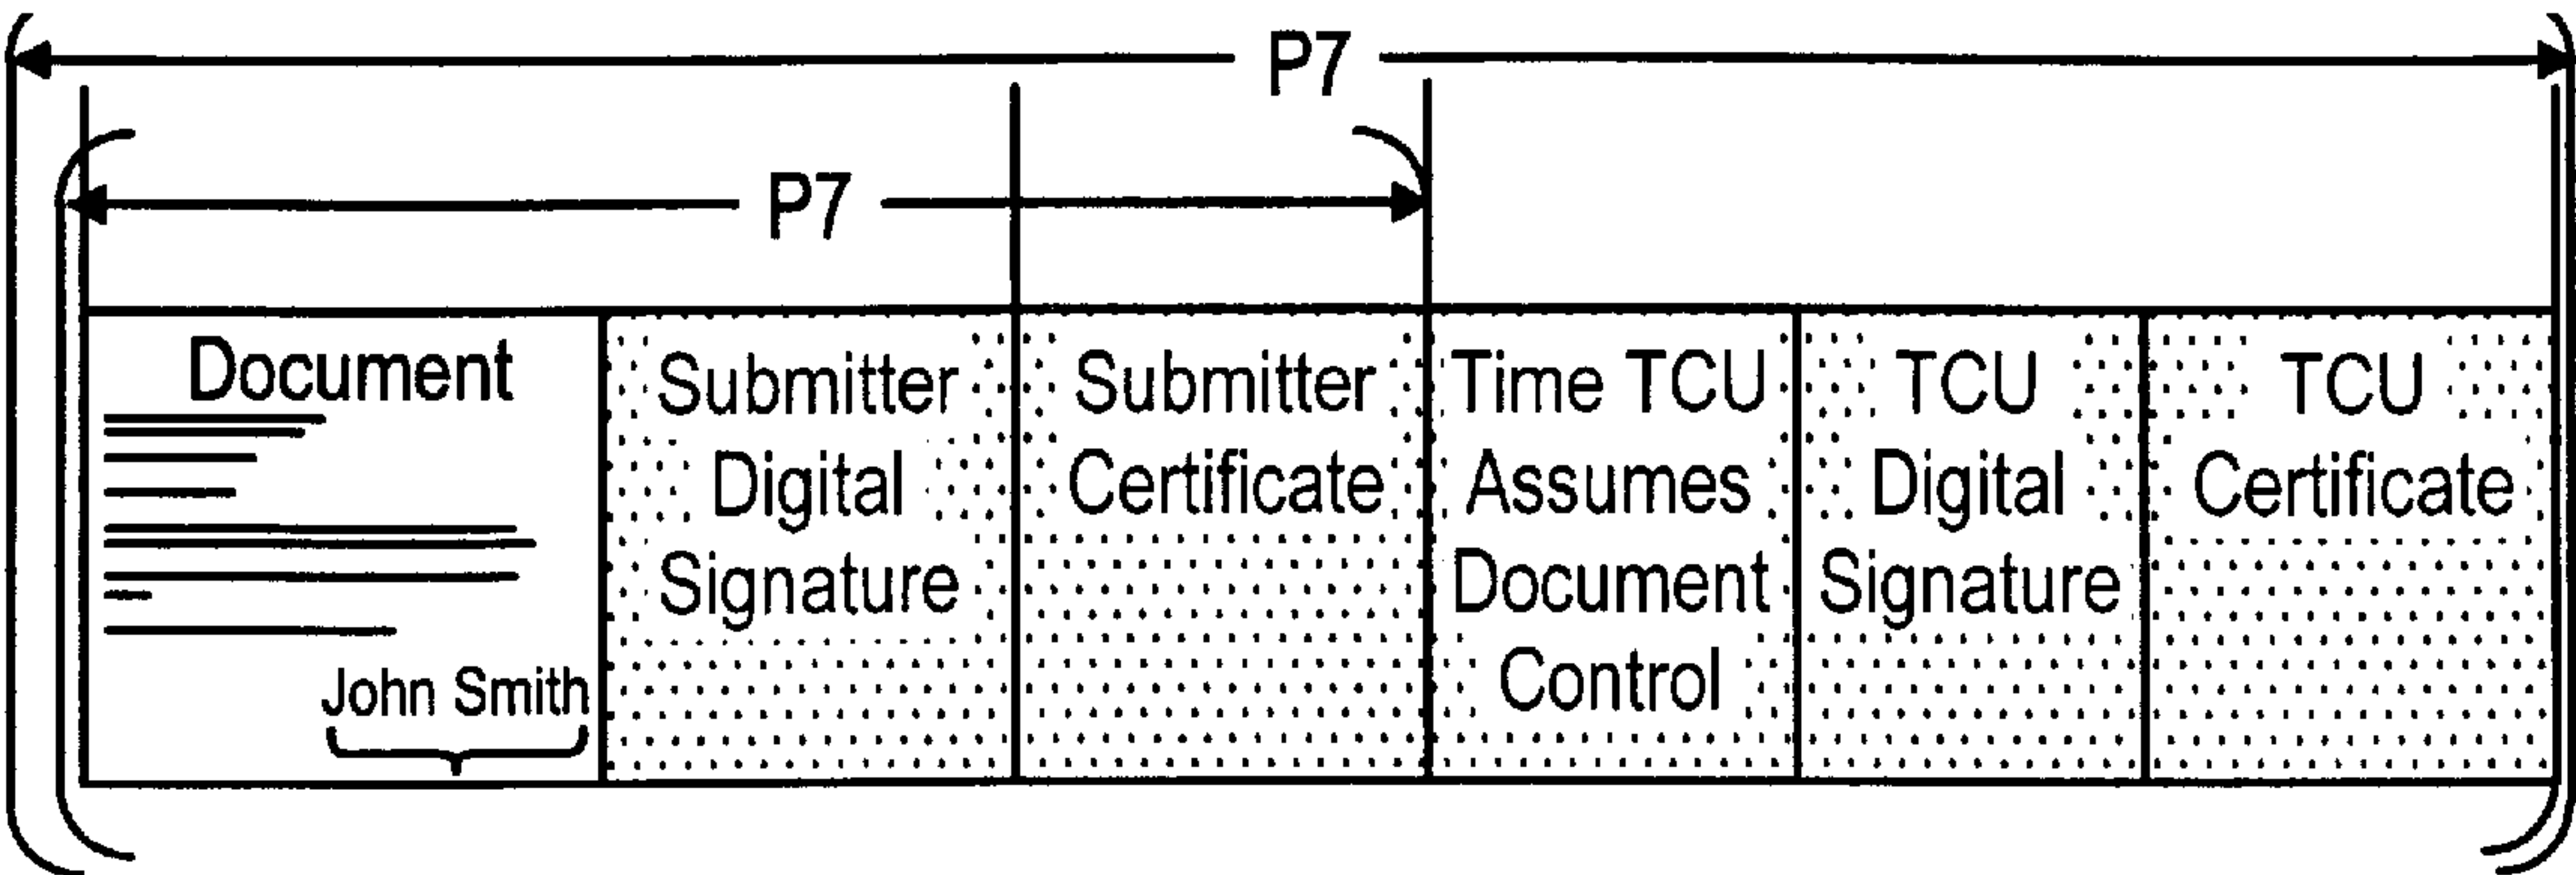 P7
P7
Document
John Smith
Submitter
Digital
Signature
Submitter
Certificate
Time TCU
Assumes
Document
Control
TCU
Digital
Signature
TCU
Certificate